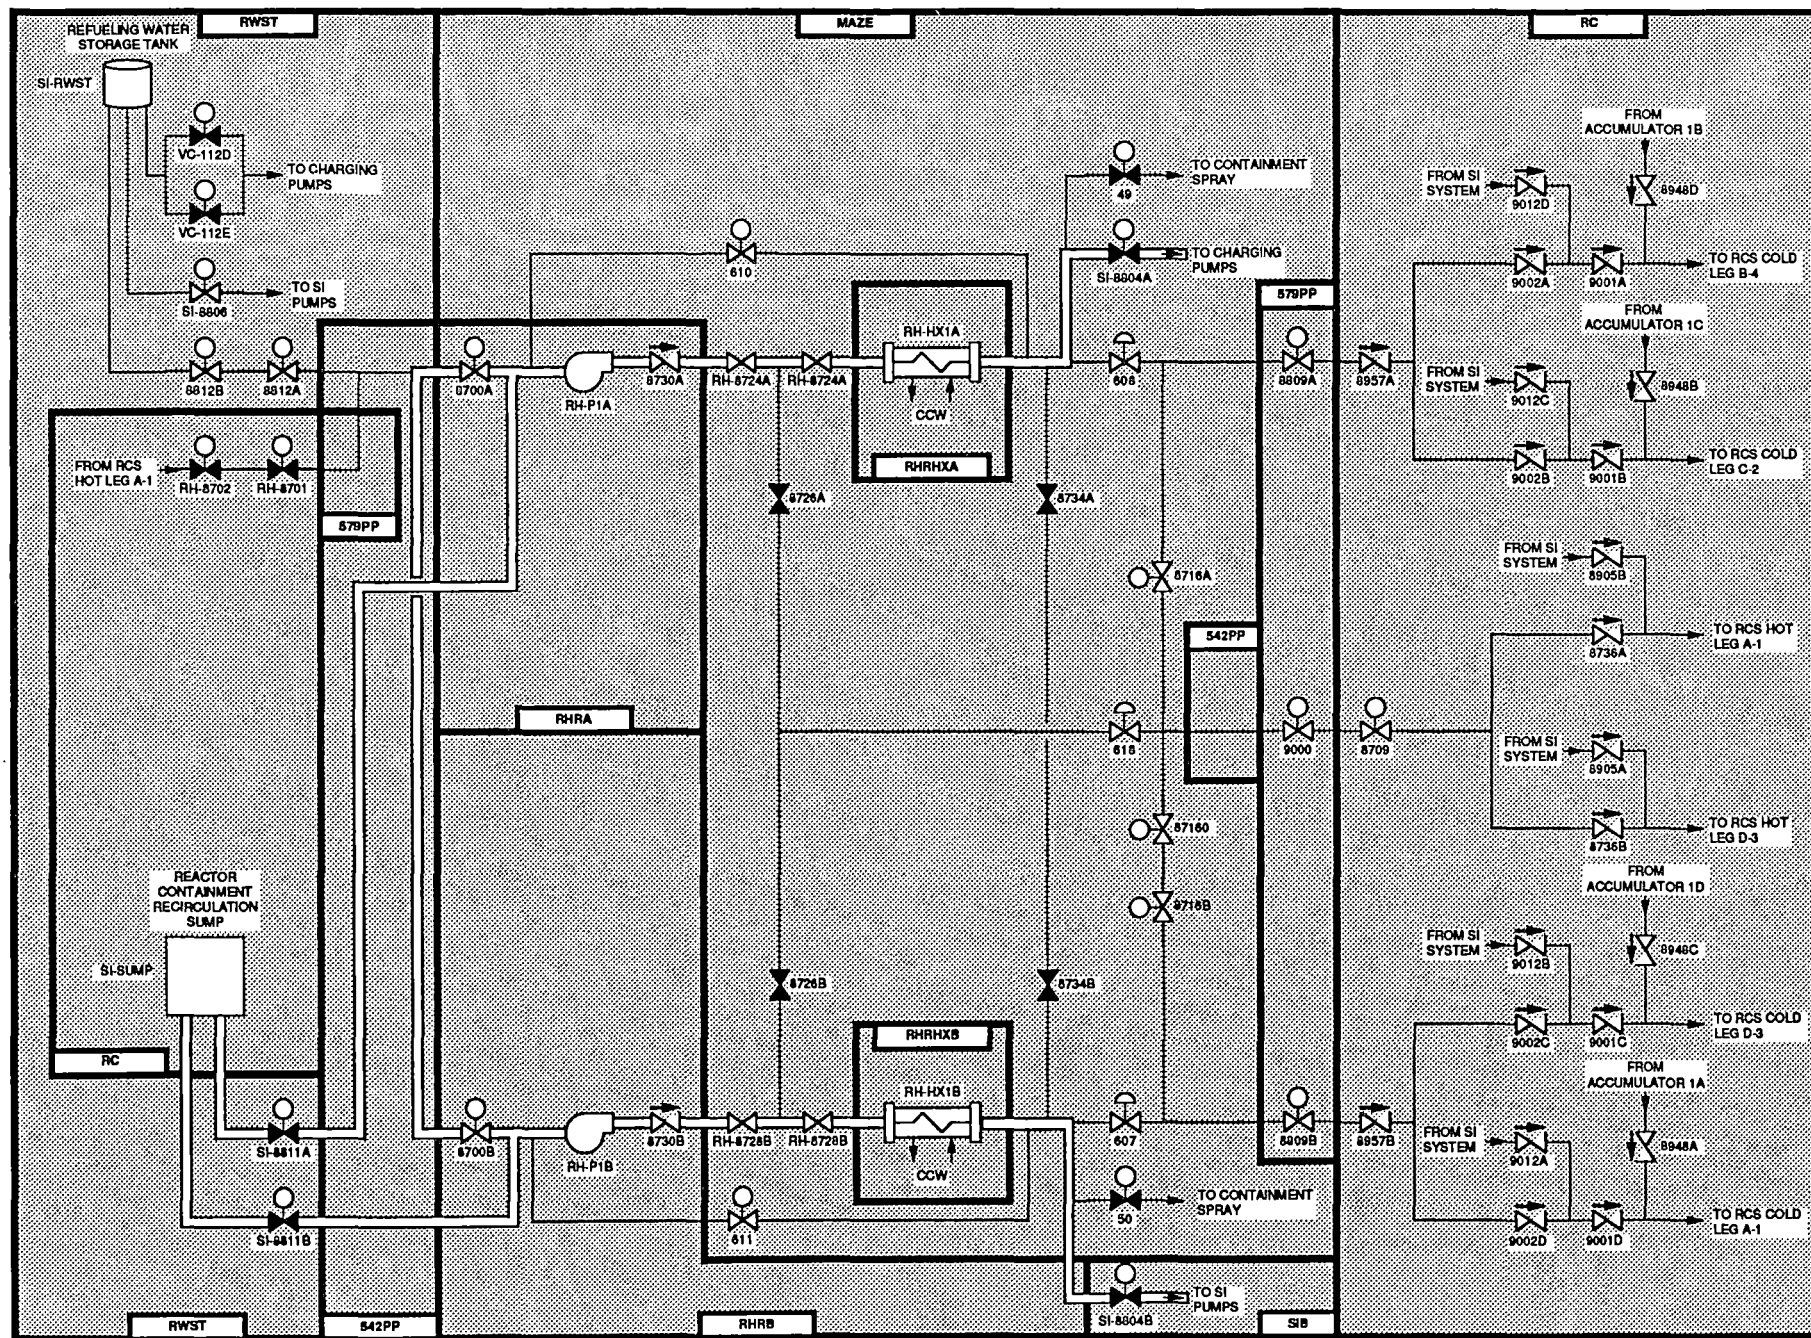 RWST
MAZE
RC
REFUELING WATER
STORAGE TANK
SI-RWST
VC-112D
TO CHARGING
PUMPS
VC-112E
TO SI
PUMPS
SI-8806
8812B
8812A
FROM RCS
HOT LEG A-1
RH-8702
RH-8701
579PP
REACTOR
CONTAINMENT
RECIRCULATION
SUMP
SI-SUMP
RC
SI-8811A
SI-8811B
RWST
542PP
8700A
RH-P1A
8730A
RH-8724A
RH-8724A
610
RH-HX1A
CCW
RHRHXA
49
TO CONTAINMENT
SPRAY
SI-8804A
TO CHARGING
PUMPS
606
579PP
8809A
8957A
8726A
8734A
8716A
542PP
RHRA
618
9000
8709
87160
8716B
8726B
8734B
RHRHXB
RH-HX1B
CCW
8700B
RH-P1B
8730B
RH-8728B
RH-8728B
607
8809B
8957B
611
50
TO CONTAINMENT
SPRAY
SI-8804B
TO SI
PUMPS
RHRB
SIB
FROM
ACCUMULATOR 1B
FROM SI
SYSTEM
9012D
8948D
9002A
9001A
TO RCS COLD
LEG B-4
FROM
ACCUMULATOR 1C
FROM SI
SYSTEM
9012C
8948B
9002B
9001B
TO RCS COLD
LEG C-2
FROM SI
SYSTEM
8905B
8736A
TO RCS HOT
LEG A-1
FROM SI
SYSTEM
8905A
8736B
TO RCS HOT
LEG D-3
FROM
ACCUMULATOR 1D
FROM SI
SYSTEM
9012B
8948C
9002C
9001C
TO RCS COLD
LEG D-3
FROM
ACCUMULATOR 1A
FROM SI
SYSTEM
9012A
8948A
9002D
9001D
TO RCS COLD
LEG A-1